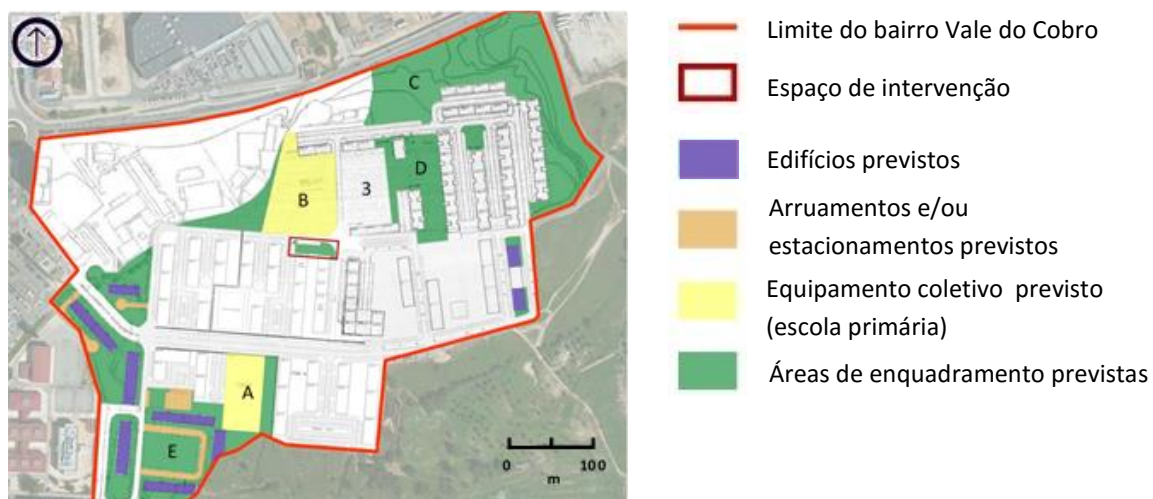 C
D
B
3
A
E
0 100
m
Limite do bairro Vale do Cobro
Espaço de intervenção
Edifícios previstos
Arruamentos e/ou
estacionamentos previstos
Equipamento coletivo previsto
(escola primária)
Áreas de enquadramento previstas